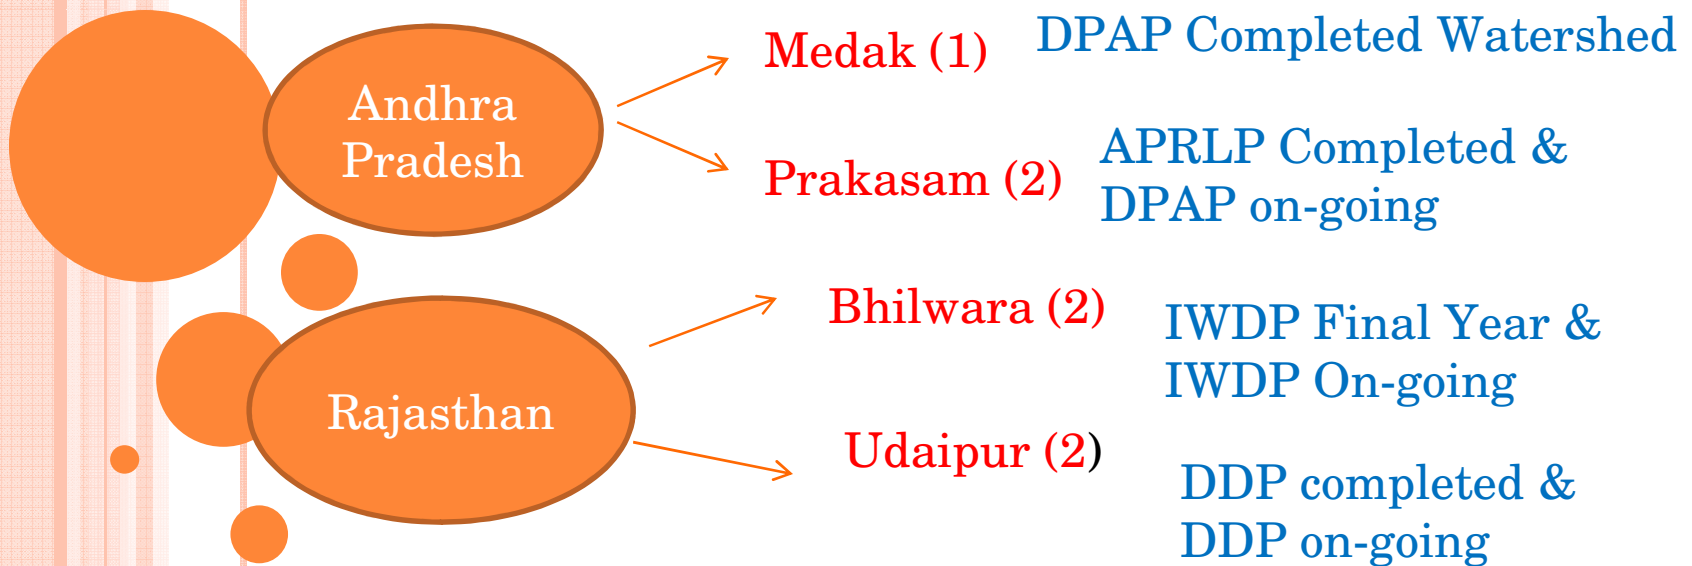 Andhra
Pradesh
Medak (1)
DPAP Completed Watershed
Prakasam (2)
APRLP Completed &
DPAP on-going
Rajasthan
Bhilwara (2)
IWDP Final Year &
IWDP On-going
Udaipur (2)
DDP completed &
DDP on-going